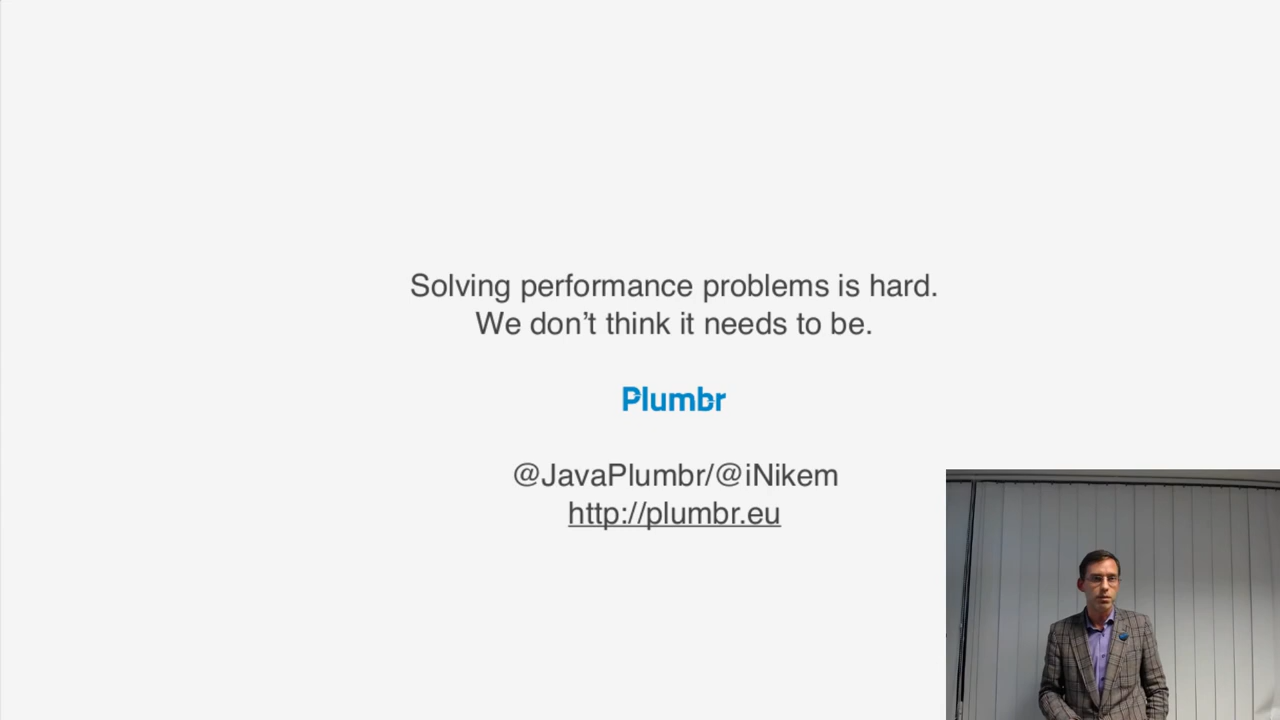 Solving performance problems is hard.
We don’t think it needs to be.
Plumbr
@JavaPlumbr/@iNikem
http://plumbr.eu